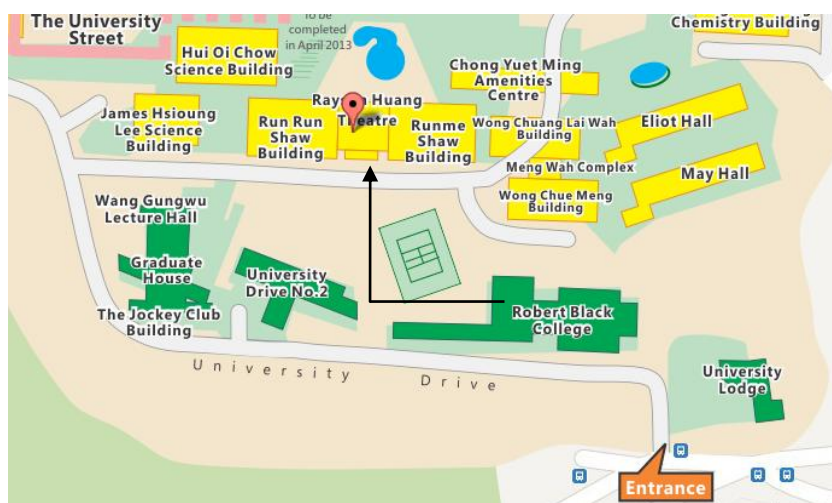 The University
Street
To be
completed
in April 2013
Hui Oi Chow
Science Building
Chemistry Building
Chong Yuet Ming
Amenities
Centre
James Hsioung
Lee Science
Building
Run Run
Shaw
Building
Huang
Theatre
Runme
Shaw
Building
Wong Chuang Lai Wah
Building
Eliot Hall
Meng Wah Complex
May Hall
Wong Chue Meng
Building
Wang Gungwu
Lecture Hall
Graduate
House
University
Drive No.2
The Jockey Club
Building
Robert Black
College
University Drive
University
Lodge
Entrance